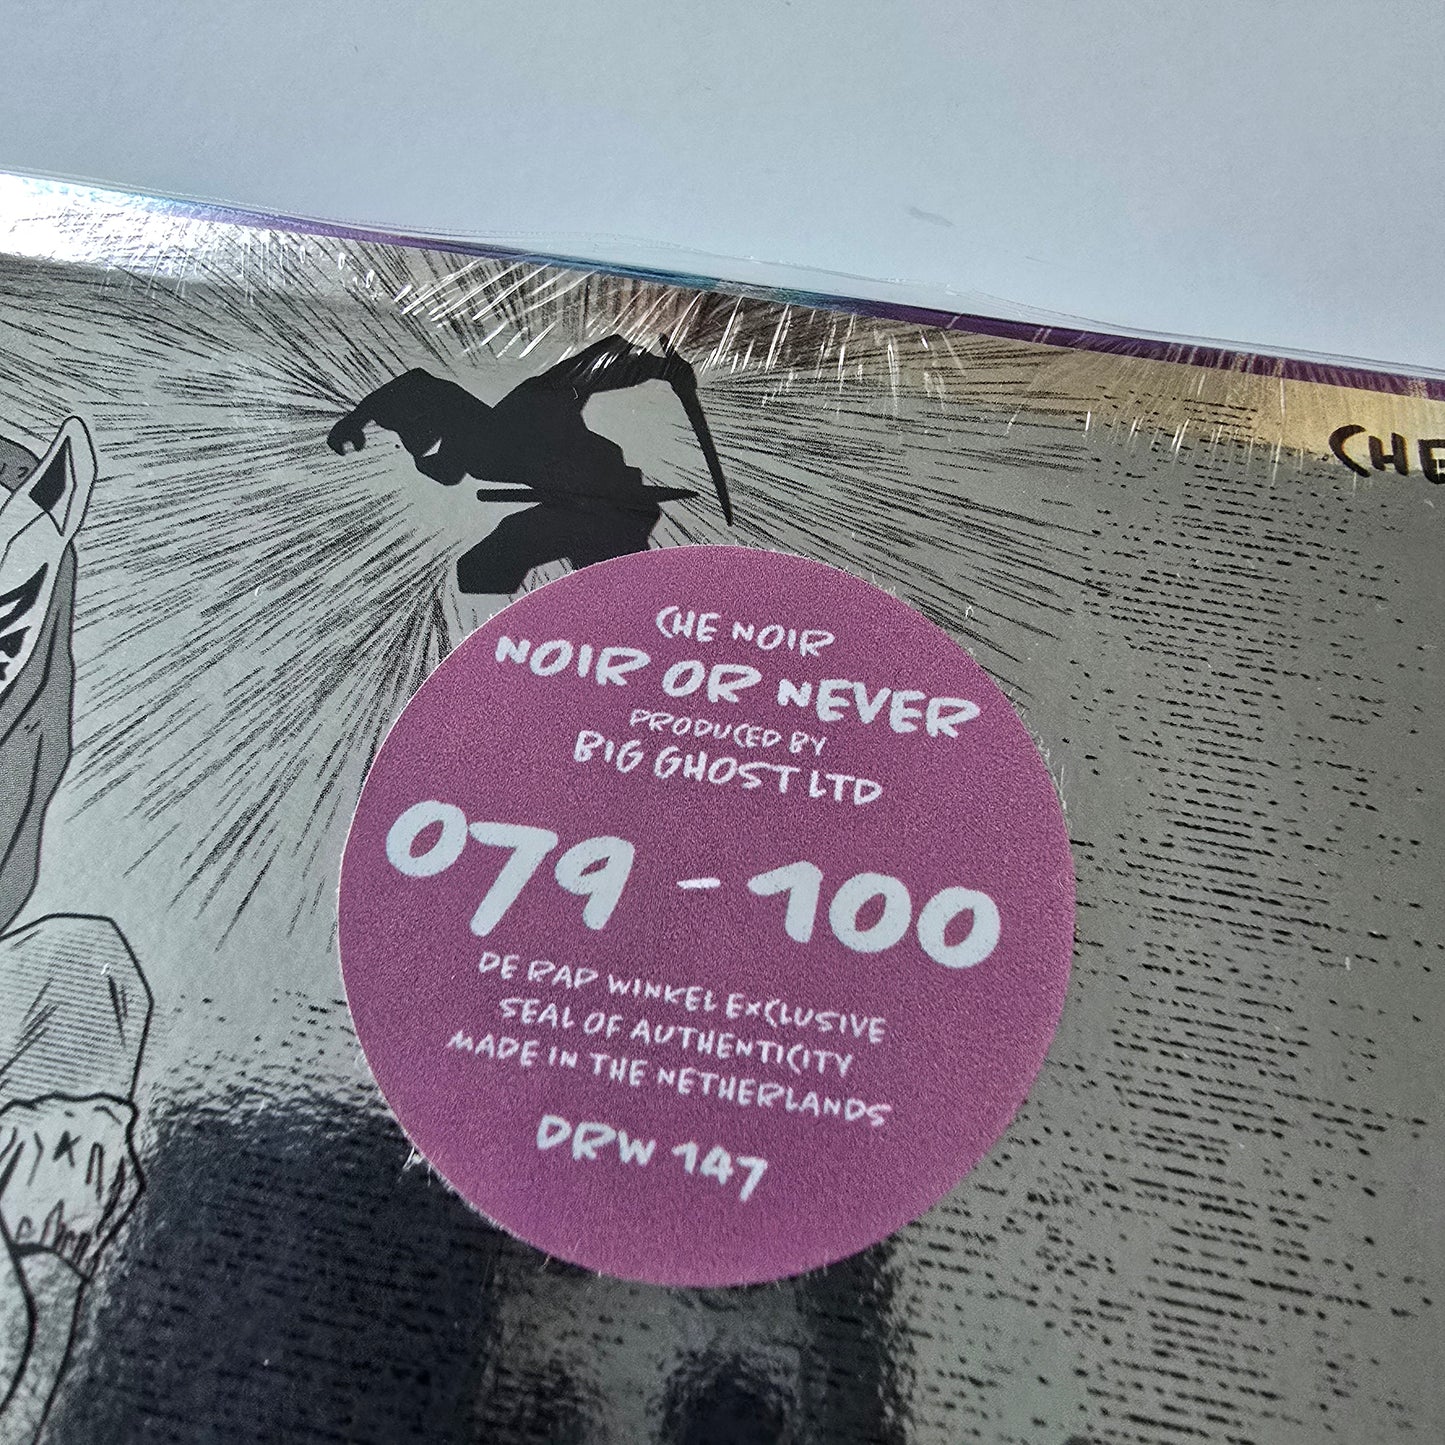 CHE
CHE NOIR
NOIR OR NEVER
PRODUCED BY
BIG GHOST LTD
079 - 100
DE RAP WINKEL EXCLUSIVE
SEAL OF AUTHENTICITY
MADE IN THE NETHERLANDS
DRW 147